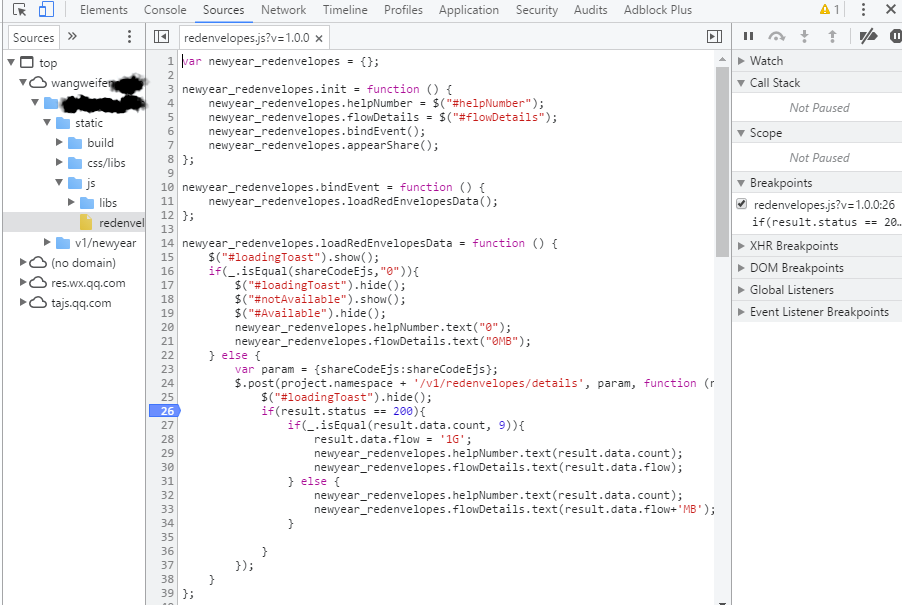 Elements Console Sources Network Timeline Profiles Application Security Audits Adblock Plus 1
Sources » redenvelopes.js?v=1.0.0 ×
top
wangweife
static
build
css/libs
js
libs
redenvel
v1/newyear
(no domain)
res.wx.qq.com
tajs.qq.com
1 var newyear_redenvelopes = {};
2
3 newyear_redenvelopes.init = function () {
4 newyear_redenvelopes.helpNumber = $("#helpNumber");
5 newyear_redenvelopes.flowDetails = $("#flowDetails");
6 newyear_redenvelopes.bindEvent();
7 newyear_redenvelopes.appearShare();
8 };
9
10 newyear_redenvelopes.bindEvent = function () {
11 newyear_redenvelopes.loadRedEnvelopesData();
12 };
13
14 newyear_redenvelopes.loadRedEnvelopesData = function () {
15 $("#loadingToast").show();
16 if(_.isEqual(shareCodeEjs,"0")){
17 $("#loadingToast").hide();
18 $("#notAvailable").show();
19 $("#Available").hide();
20 newyear_redenvelopes.helpNumber.text("0");
21 newyear_redenvelopes.flowDetails.text("0MB");
22 } else {
23 var param = {shareCodeEjs:shareCodeEjs};
24 $.post(project.namespace + '/v1/redenvelopes/details', param, function (r
25 $("#loadingToast").hide();
26 if(result.status == 200){
27 if(_.isEqual(result.data.count, 9)){
28 result.data.flow = '1G';
29 newyear_redenvelopes.helpNumber.text(result.data.count);
30 newyear_redenvelopes.flowDetails.text(result.data.flow);
31 } else {
32 newyear_redenvelopes.helpNumber.text(result.data.count);
33 newyear_redenvelopes.flowDetails.text(result.data.flow+'MB');
34 }
35
36 }
37 });
38 }
39 };
Watch
Call Stack
Not Paused
Scope
Not Paused
Breakpoints
redenvelopes.js?v=1.0.0:26
if(result.status == 20…
XHR Breakpoints
DOM Breakpoints
Global Listeners
Event Listener Breakpoints